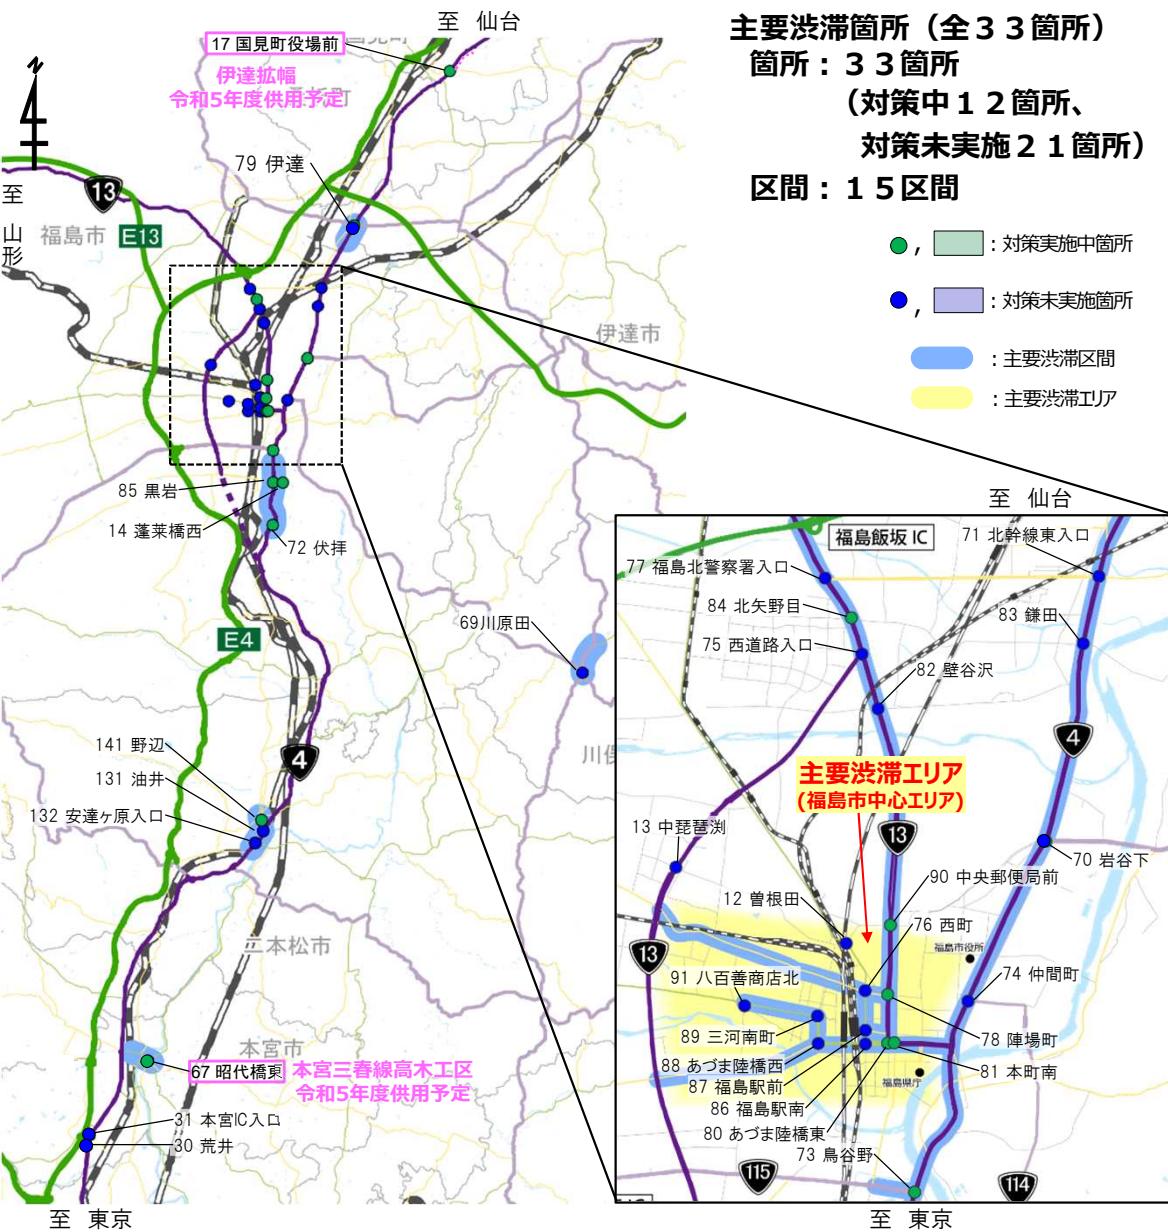 主要渋滞箇所（全３３箇所）
箇所：３３箇所
（対策中１２箇所、
対策未実施２１箇所）
区間：１５区間
, ：対策実施中箇所
, ：対策未実施箇所
：主要渋滞区間
：主要渋滞エリア
至 仙台
17 国見町役場前
伊達拡幅
令和5年度供用予定
N
79 伊達
至
山形
13
福島市
E13
伊達市
85 黒岩
14 蓬莱橋西
72 伏拝
E4
69川原田
141 野辺
131 油井
132 安達ヶ原入口
4
川俣
二本松市
本宮市
67 昭代橋東
本宮三春線高木工区
令和5年度供用予定
31 本宮IC入口
30 荒井
至 東京
至 仙台
福島飯坂 IC
71 北幹線東入口
77 福島北警察署入口
84 北矢野目
83 鎌田
75 西道路入口
82 壁谷沢
4
主要渋滞エリア
(福島市中心エリア)
13 中琵琶渕
13
70 岩谷下
90 中央郵便局前
12 曽根田
76 西町
福島市役所
13
91 八百善商店北
74 仲間町
89 三河南町
78 陣場町
88 あづま陸橋西
81 本町南
87 福島駅前
福島県庁
86 福島駅南
80 あづま陸橋東
73 鳥谷野
115
114
至 東京